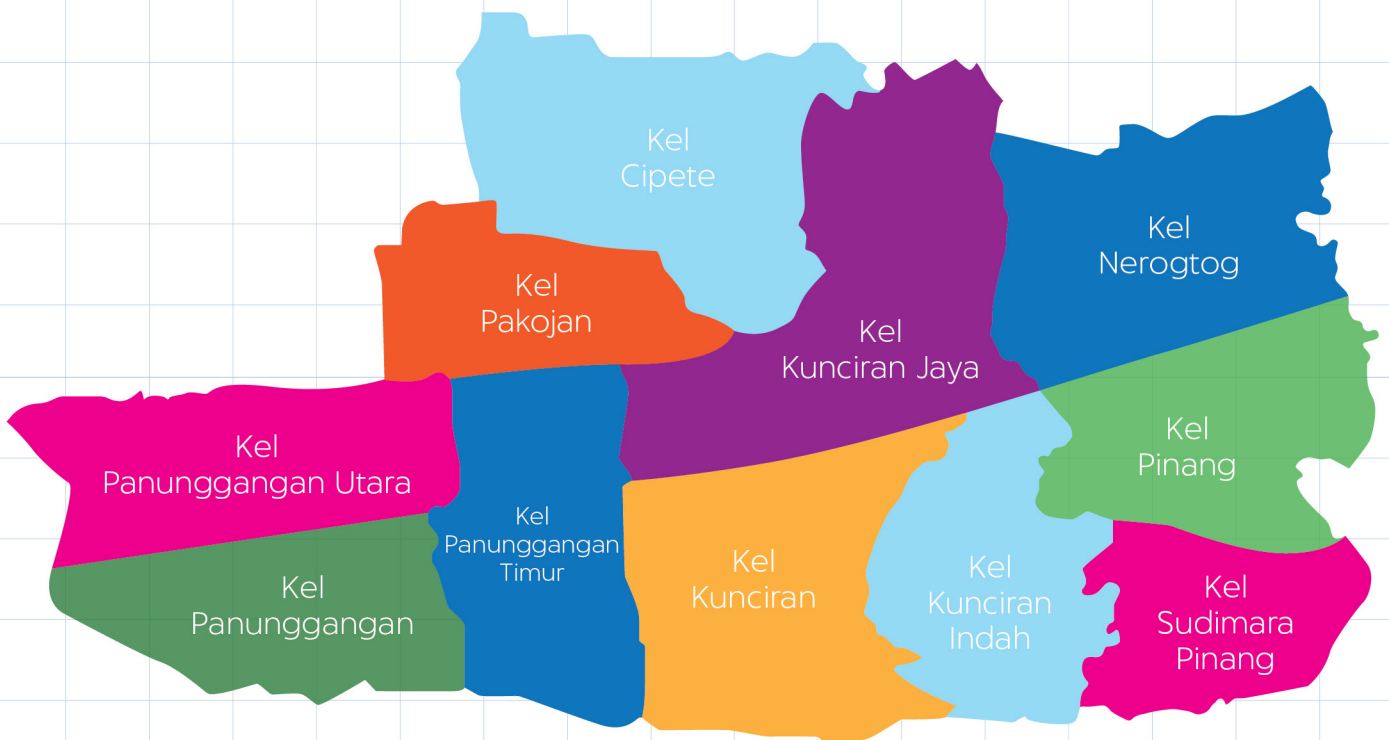 Kel
Cipete
Kel
Nerogtog
Kel
Pakojan
Kel
Kunciran Jaya
Kel
Pinang
Kel
Panunggangan Utara
Kel
Panunggangan
Timur
Kel
Kunciran
Kel
Kunciran
Indah
Kel
Sudimara
Pinang
Kel
Panunggangan